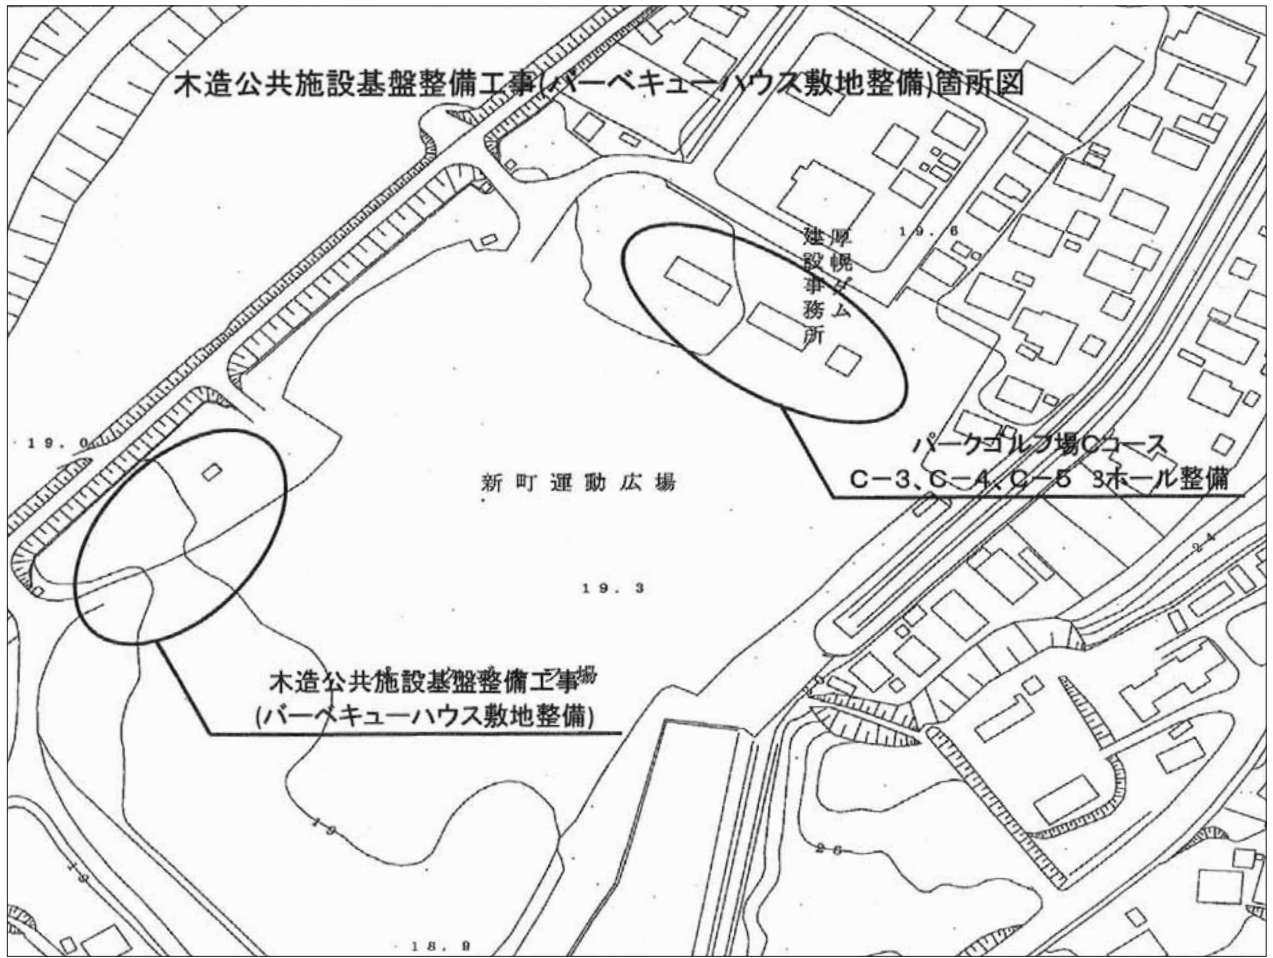 木造公共施設基盤整備工事(バーベキューハウス敷地整備)箇所図
厚幌ダム
建設事務所
19.6
19.0
パークゴルフ場Cコース
C-3、C-4、C-5 3ホール整備
新町運動広場
24
19.3
木造公共施設基盤整備工事
(バーベキューハウス敷地整備)
19
25
19
18.9